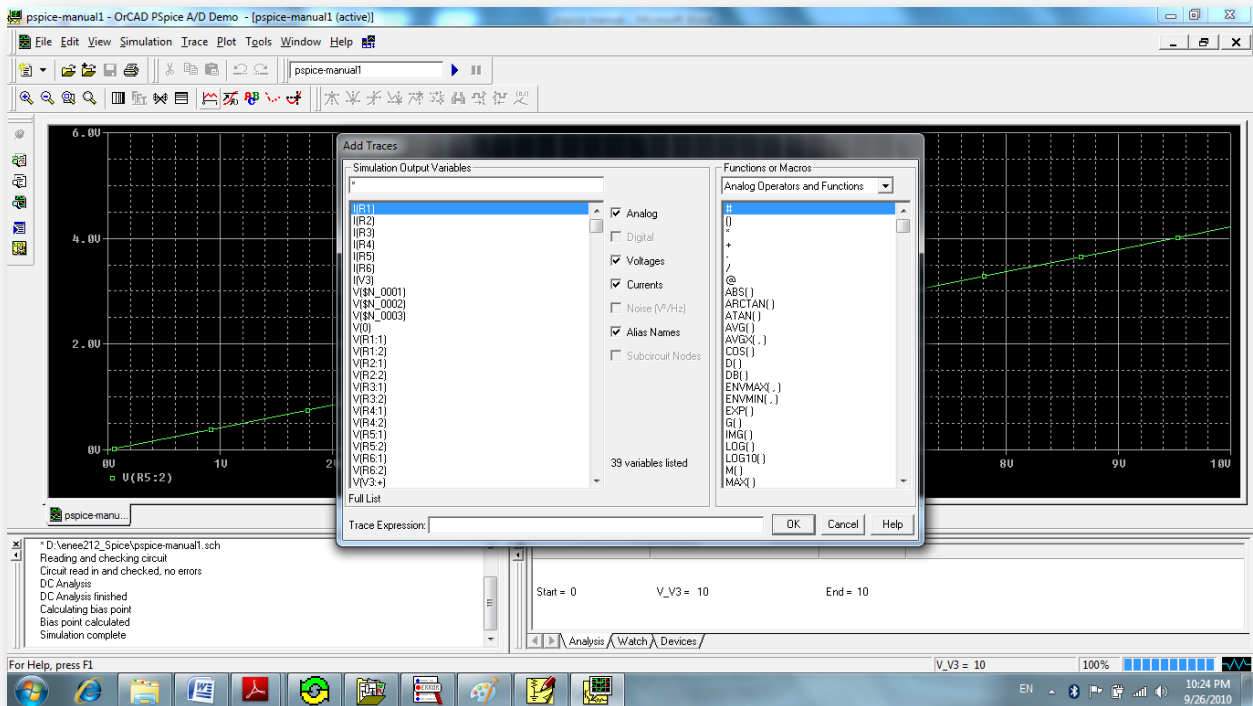 pspice-manual1 - OrCAD PSpice A/D Demo - [pspice-manual1 (active)]
File Edit View Simulation Trace Plot Tools Window Help
pspice-manual1
6.0V
4.0V
2.0V
0V
0V 1V 2 8V 9V 10V
V(R5:2)
pspice-manu...
Add Traces
Simulation Output Variables
*
I(R1)
I(R2)
I(R3)
I(R4)
I(R5)
I(R6)
I(V3)
V($N_0001)
V($N_0002)
V($N_0003)
V(0)
V(R1:1)
V(R1:2)
V(R2:1)
V(R2:2)
V(R3:1)
V(R3:2)
V(R4:1)
V(R4:2)
V(R5:1)
V(R5:2)
V(R6:1)
V(R6:2)
V(V3:+)
Full List
Analog
Digital
Voltages
Currents
Noise (V²/Hz)
Alias Names
Subcircuit Nodes
39 variables listed
Functions or Macros
Analog Operators and Functions
#
()
*
+
-
/
@
ABS( )
ARCTAN( )
ATAN( )
AVG( )
AVGX( , )
COS( )
D( )
DB( )
ENVMAX( , )
ENVMIN( , )
EXP( )
G( )
IMG( )
LOG( )
LOG10( )
M( )
MAX( )
Trace Expression:
OK Cancel Help
* D:\enee212_Spice\pspice-manual1.sch
Reading and checking circuit
Circuit read in and checked, no errors
DC Analysis
DC Analysis finished
Calculating bias point
Bias point calculated
Simulation complete
Start = 0 V_V3 = 10 End = 10
Analysis Watch Devices
For Help, press F1
V_V3 = 10 100%
EN
10:24 PM
9/26/2010